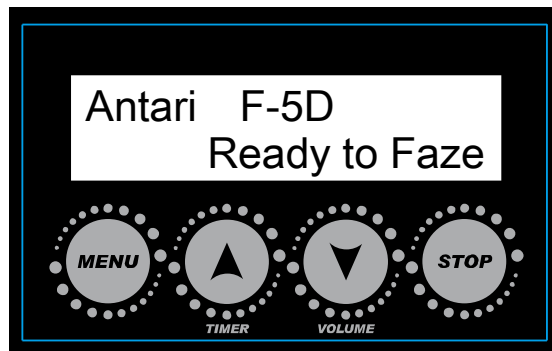 Antari F-5D
Ready to Faze
MENU
STOP
TIMER
VOLUME